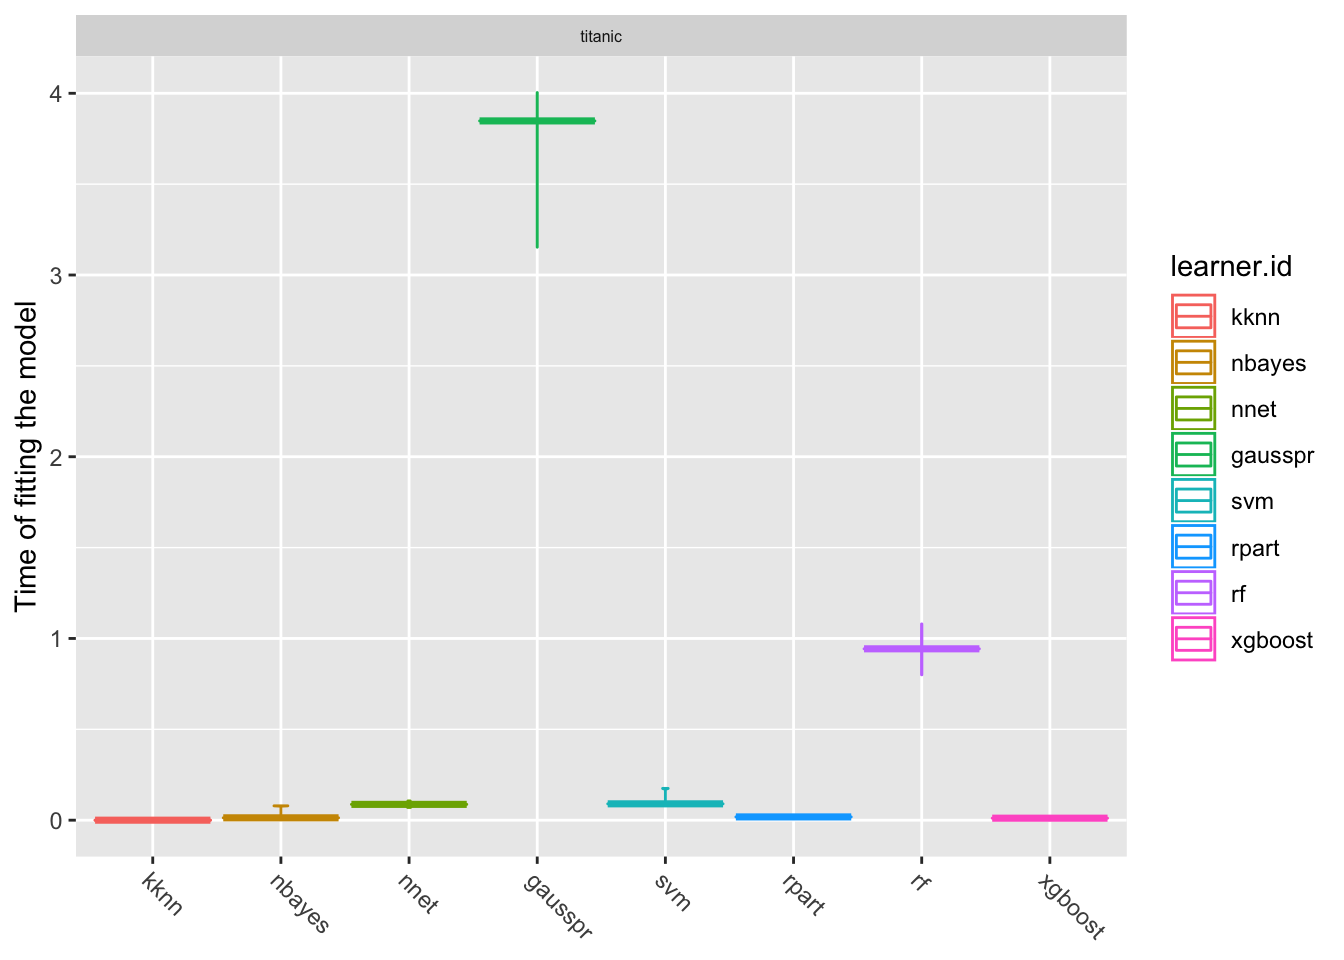 titanic
Time of fitting the model
4
3
2
1
0
kknn
nbayes
nnet
gausspr
svm
rpart
rf
xgboost
learner.id
kknn
nbayes
nnet
gausspr
svm
rpart
rf
xgboost